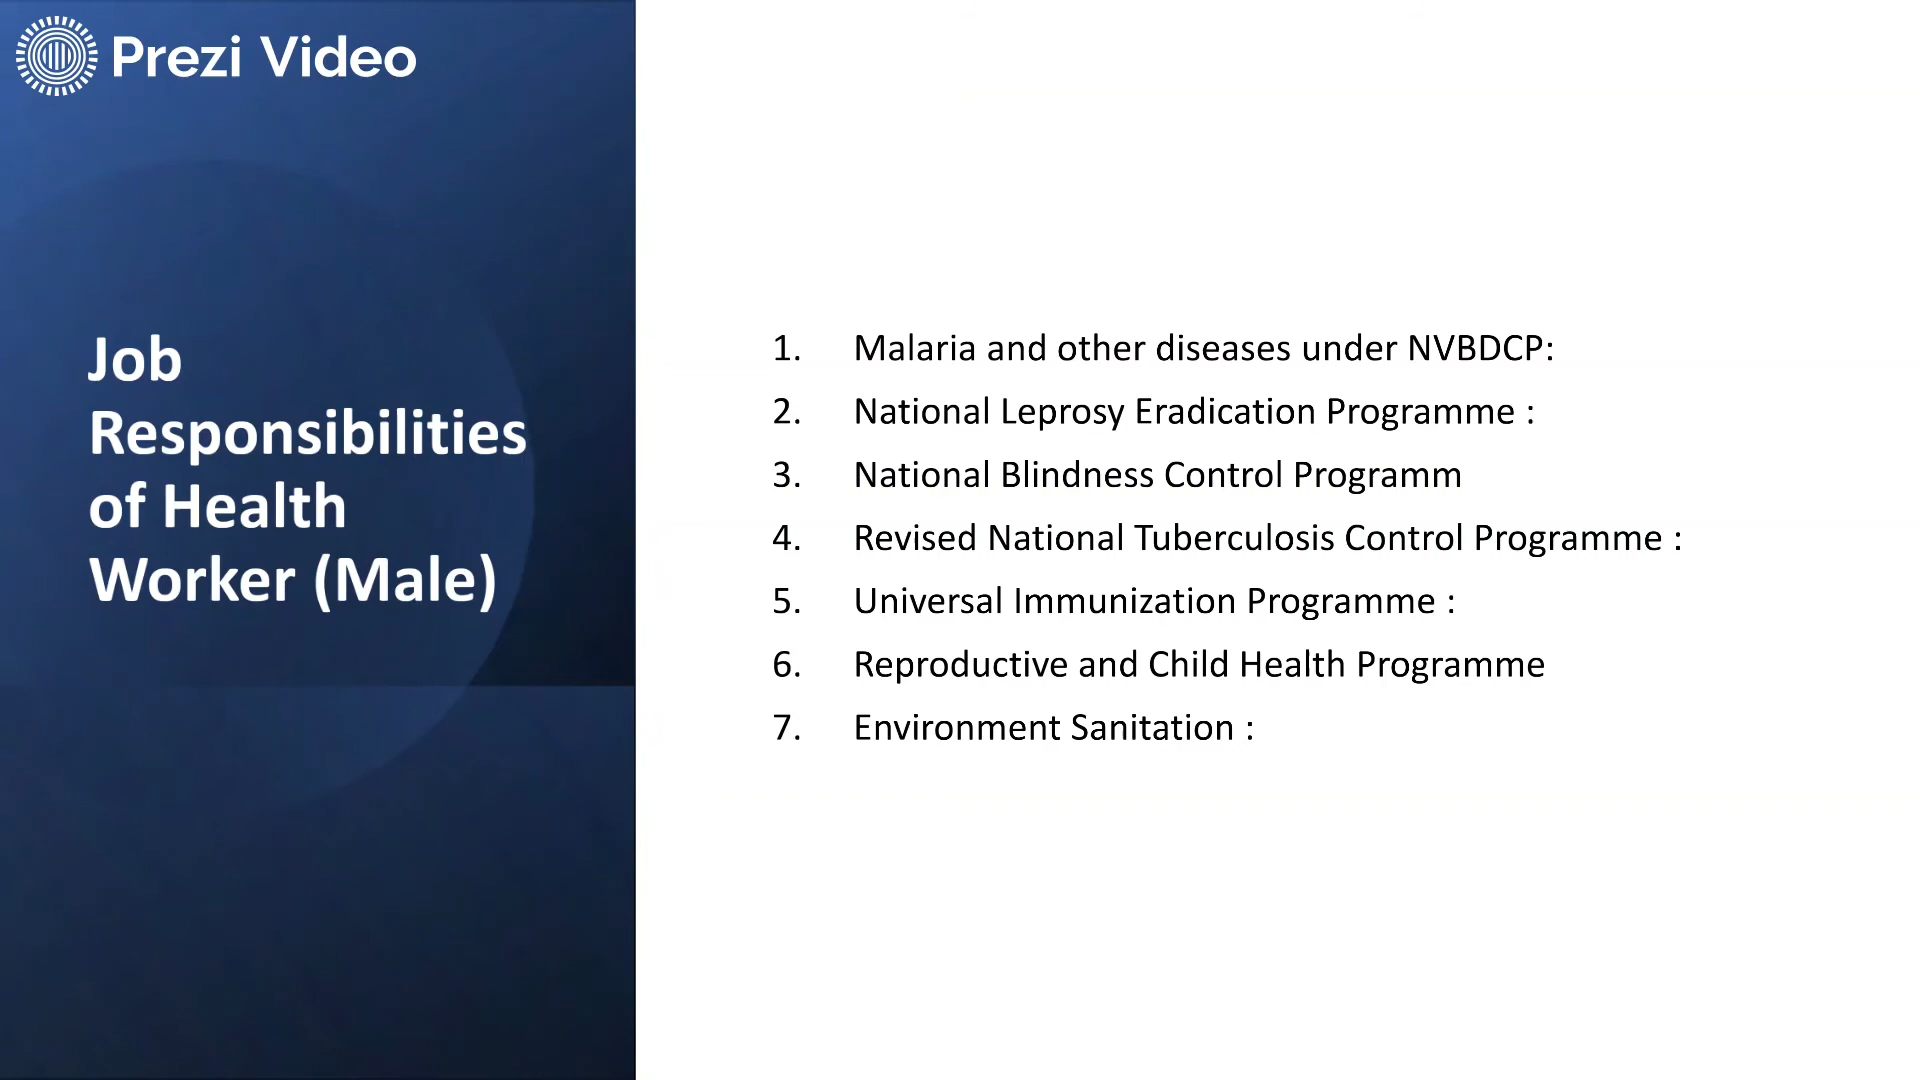 Prezi Video
Job
Responsibilities
of Health
Worker (Male)
1. Malaria and other diseases under NVBDCP:
2. National Leprosy Eradication Programme :
3. National Blindness Control Programm
4. Revised National Tuberculosis Control Programme :
5. Universal Immunization Programme :
6. Reproductive and Child Health Programme
7. Environment Sanitation :